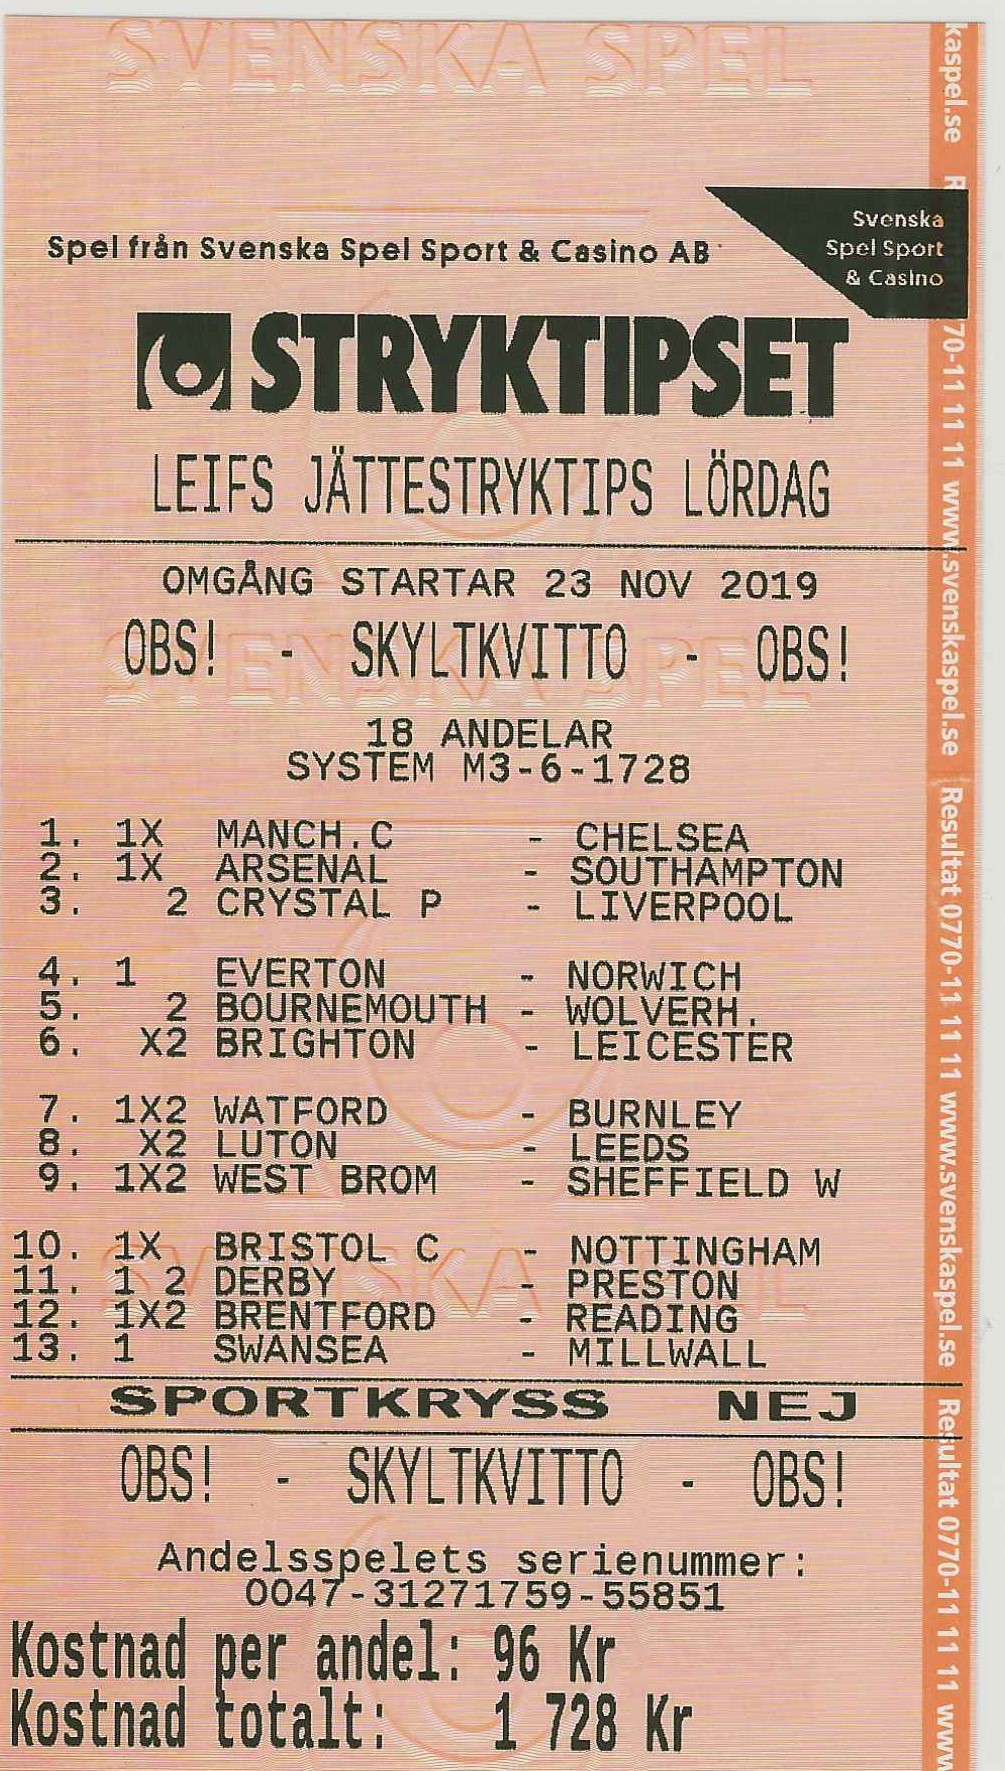 SVENSKA SPEL
Spel från Svenska Spel Sport & Casino AB
Svenska
Spel Sport
& Casino
STRYKTIPSET
LEIFS JÄTTESTRYKTIPS LÖRDAG
OMGÅNG STARTAR 23 NOV 2019
OBS! - SKYLTKVITTO - OBS!
SVENSKA SPEL
18 ANDELAR
SYSTEM M3-6-1728
1. 1X MANCH.C - CHELSEA
2. 1X ARSENAL - SOUTHAMPTON
3. 2 CRYSTAL P - LIVERPOOL
4. 1 EVERTON - NORWICH
5. 2 BOURNEMOUTH - WOLVERH.
6. X2 BRIGHTON - LEICESTER
7. 1X2 WATFORD - BURNLEY
8. X2 LUTON - LEEDS
9. 1X2 WEST BROM - SHEFFIELD W
10. 1X BRISTOL C - NOTTINGHAM
11. 1 2 DERBY - PRESTON
12. 1X2 BRENTFORD - READING
13. 1 SWANSEA - MILLWALL
SVENSKA SPEL
SPORTKRYSS NEJ
OBS! - SKYLTKVITTO - OBS!
Andelsspelets serienummer:
0047-31271759-55851
Kostnad per andel: 96 Kr
Kostnad totalt: 1 728 Kr
kaspel.se R 70-11 11 11 www.svenskaspel.se Resultat 0770-11 11 11 www.svenskaspel.se Resultat 0770-11 11 11 www